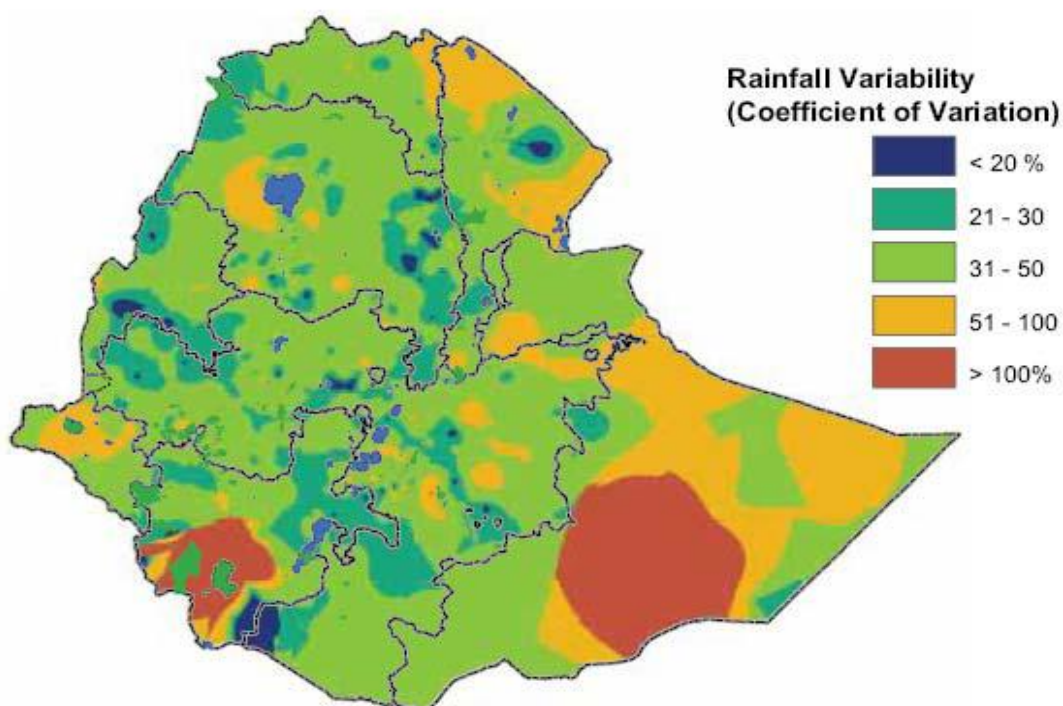 Rainfall Variability
(Coefficient of Variation)
< 20 %
21 - 30
31 - 50
51 - 100
> 100%